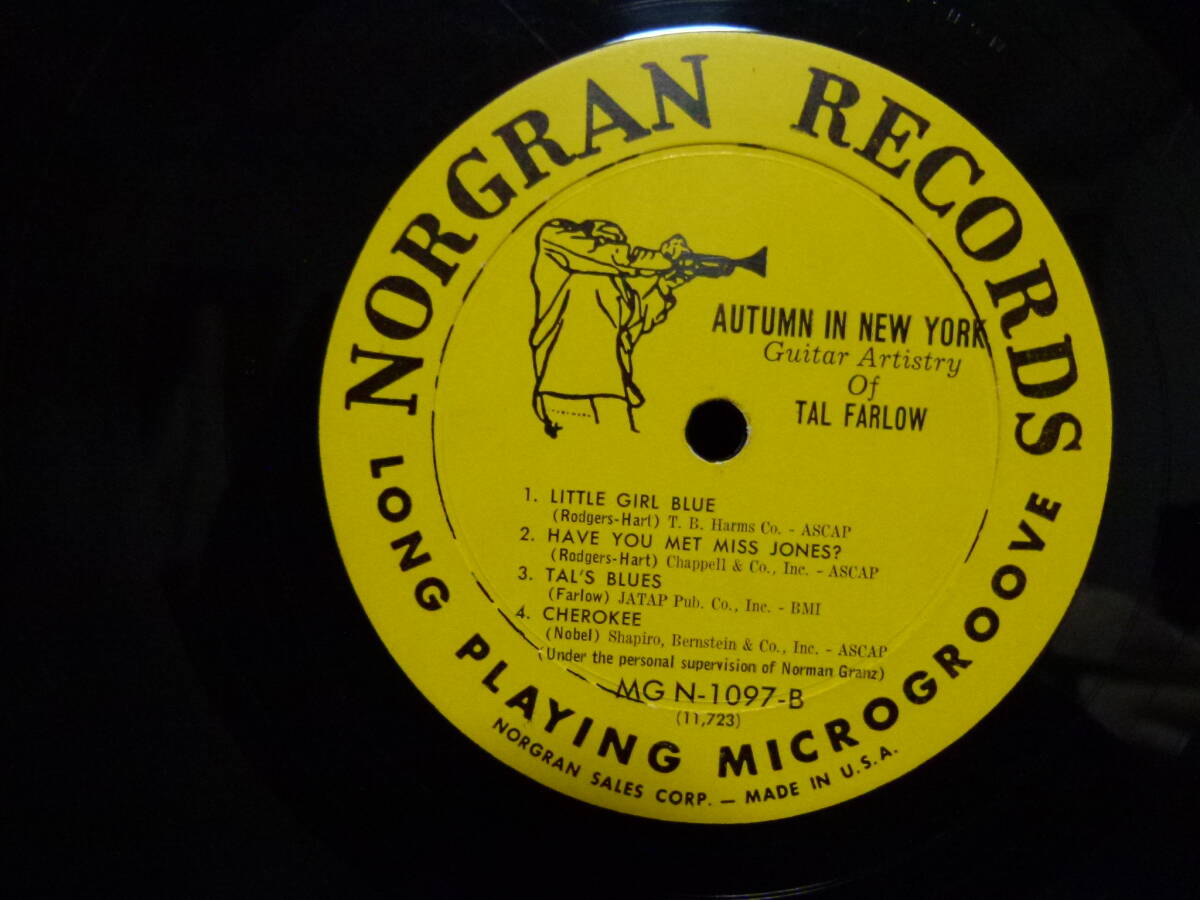 NORGRAN RECORDS
AUTUMN IN NEW YORK
Guitar Artistry
Of
TAL FARLOW
1. LITTLE GIRL BLUE
(Rodgers-Hart) T. B. Harms Co. - ASCAP
2. HAVE YOU MET MISS JONES?
(Rodgers-Hart) Chappell & Co., Inc. - ASCAP
3. TAL'S BLUES
(Farlow) JATAP Pub. Co., Inc. - BMI
4. CHEROKEE
(Nobel) Shapiro, Bernstein & Co., Inc. - ASCAP
(Under the personal supervision of Norman Granz)
MG N-1097-B
(11,723)
LONG PLAYING MICROGROOVE
NORGRAN SALES CORP. — MADE IN U.S.A.